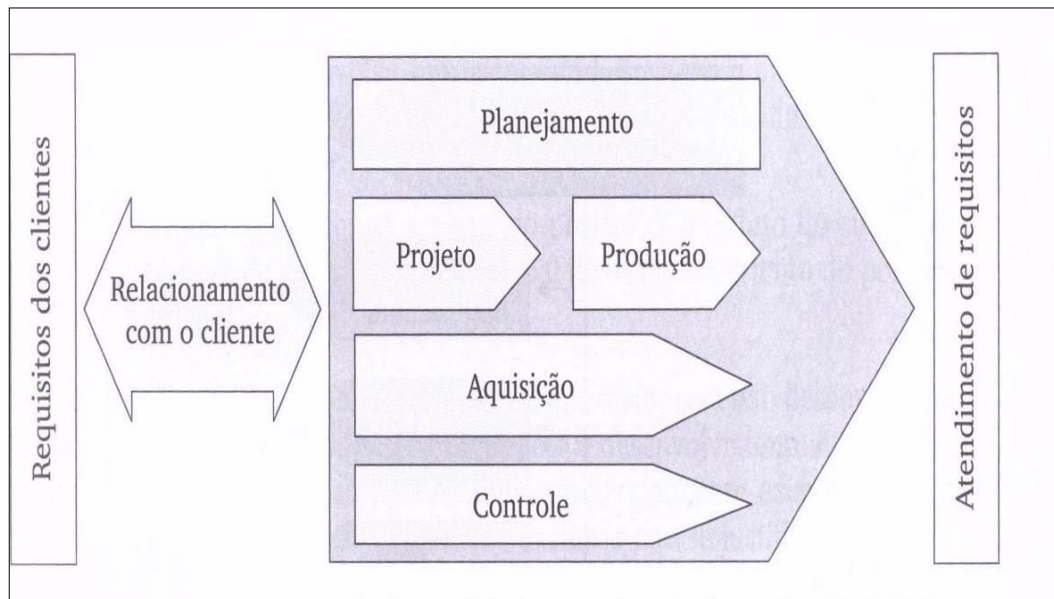 Requisitos dos clientes
Relacionamento
com o cliente
Planejamento
Projeto
Produção
Aquisição
Controle
Atendimento de requisitos